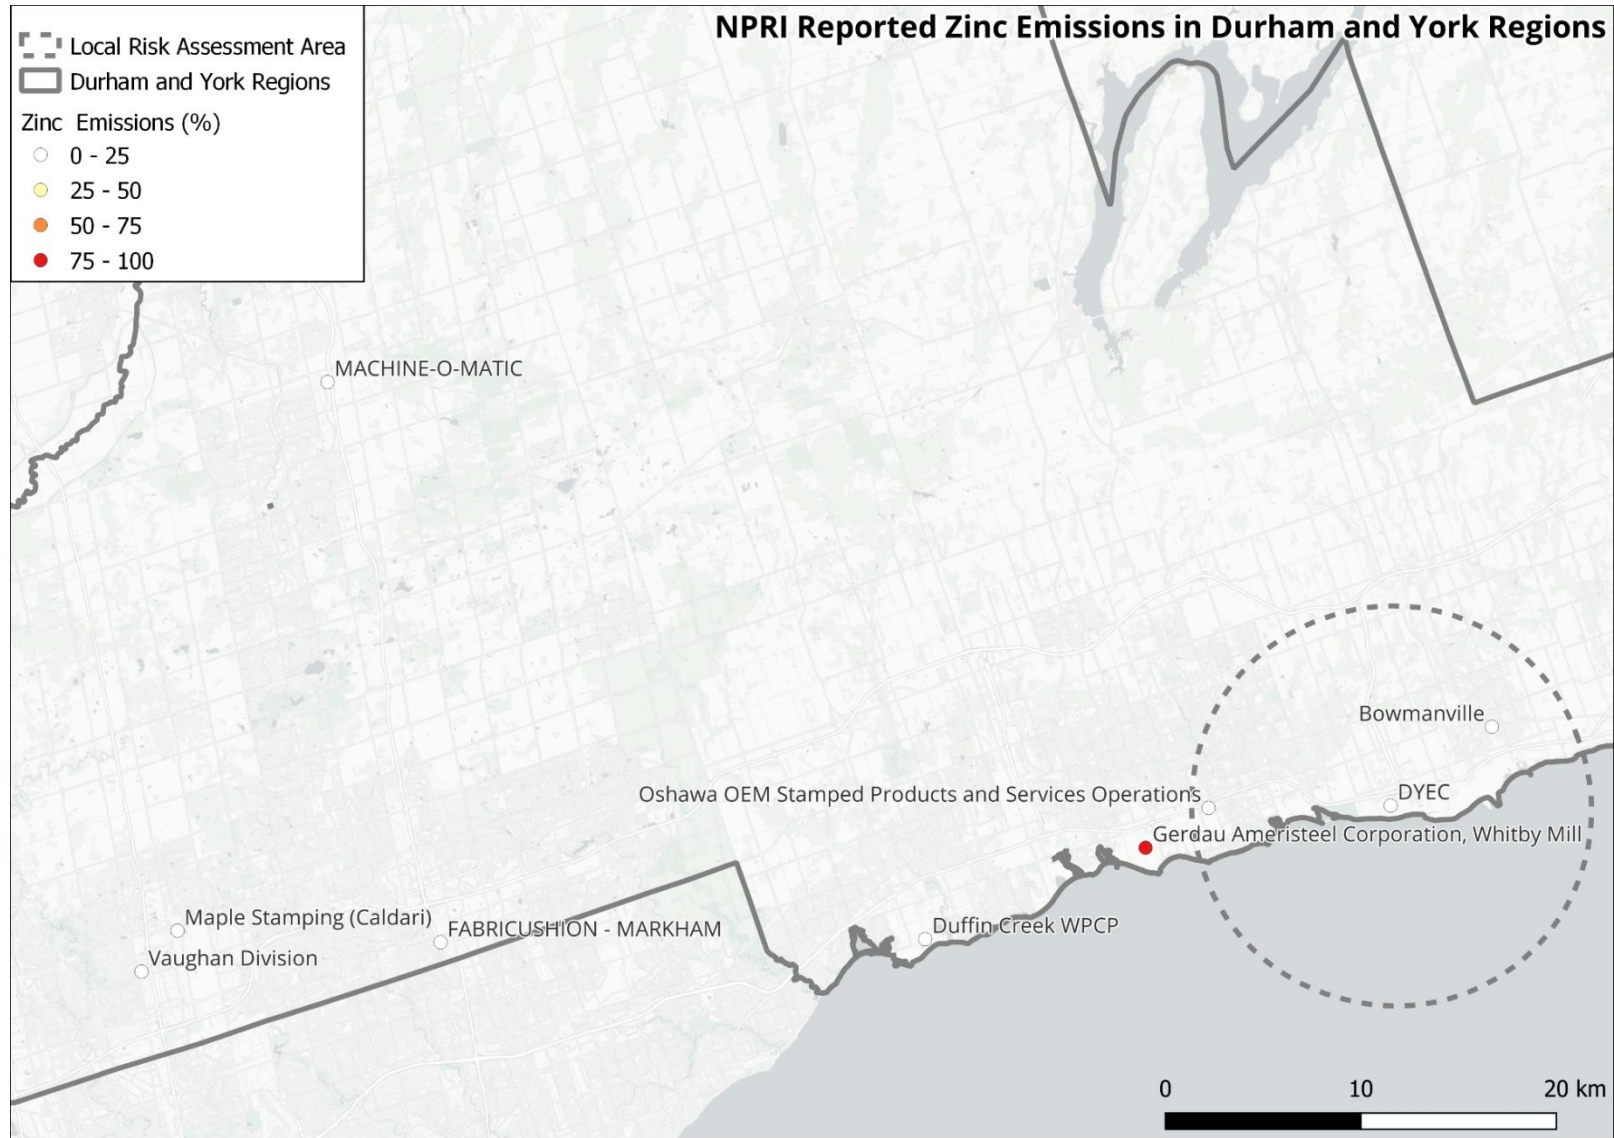 NPRI Reported Zinc Emissions in Durham and York Regions
Local Risk Assessment Area
Durham and York Regions
Zinc Emissions (%)
0 - 25
25 - 50
50 - 75
75 - 100
MACHINE-O-MATIC
Bowmanville
Oshawa OEM Stamped Products and Services Operations
DYEC
Gerdau Ameristeel Corporation, Whitby Mill
Maple Stamping (Caldari)
FABRICUSHION - MARKHAM
Duffin Creek WPCP
Vaughan Division
0 10 20 km